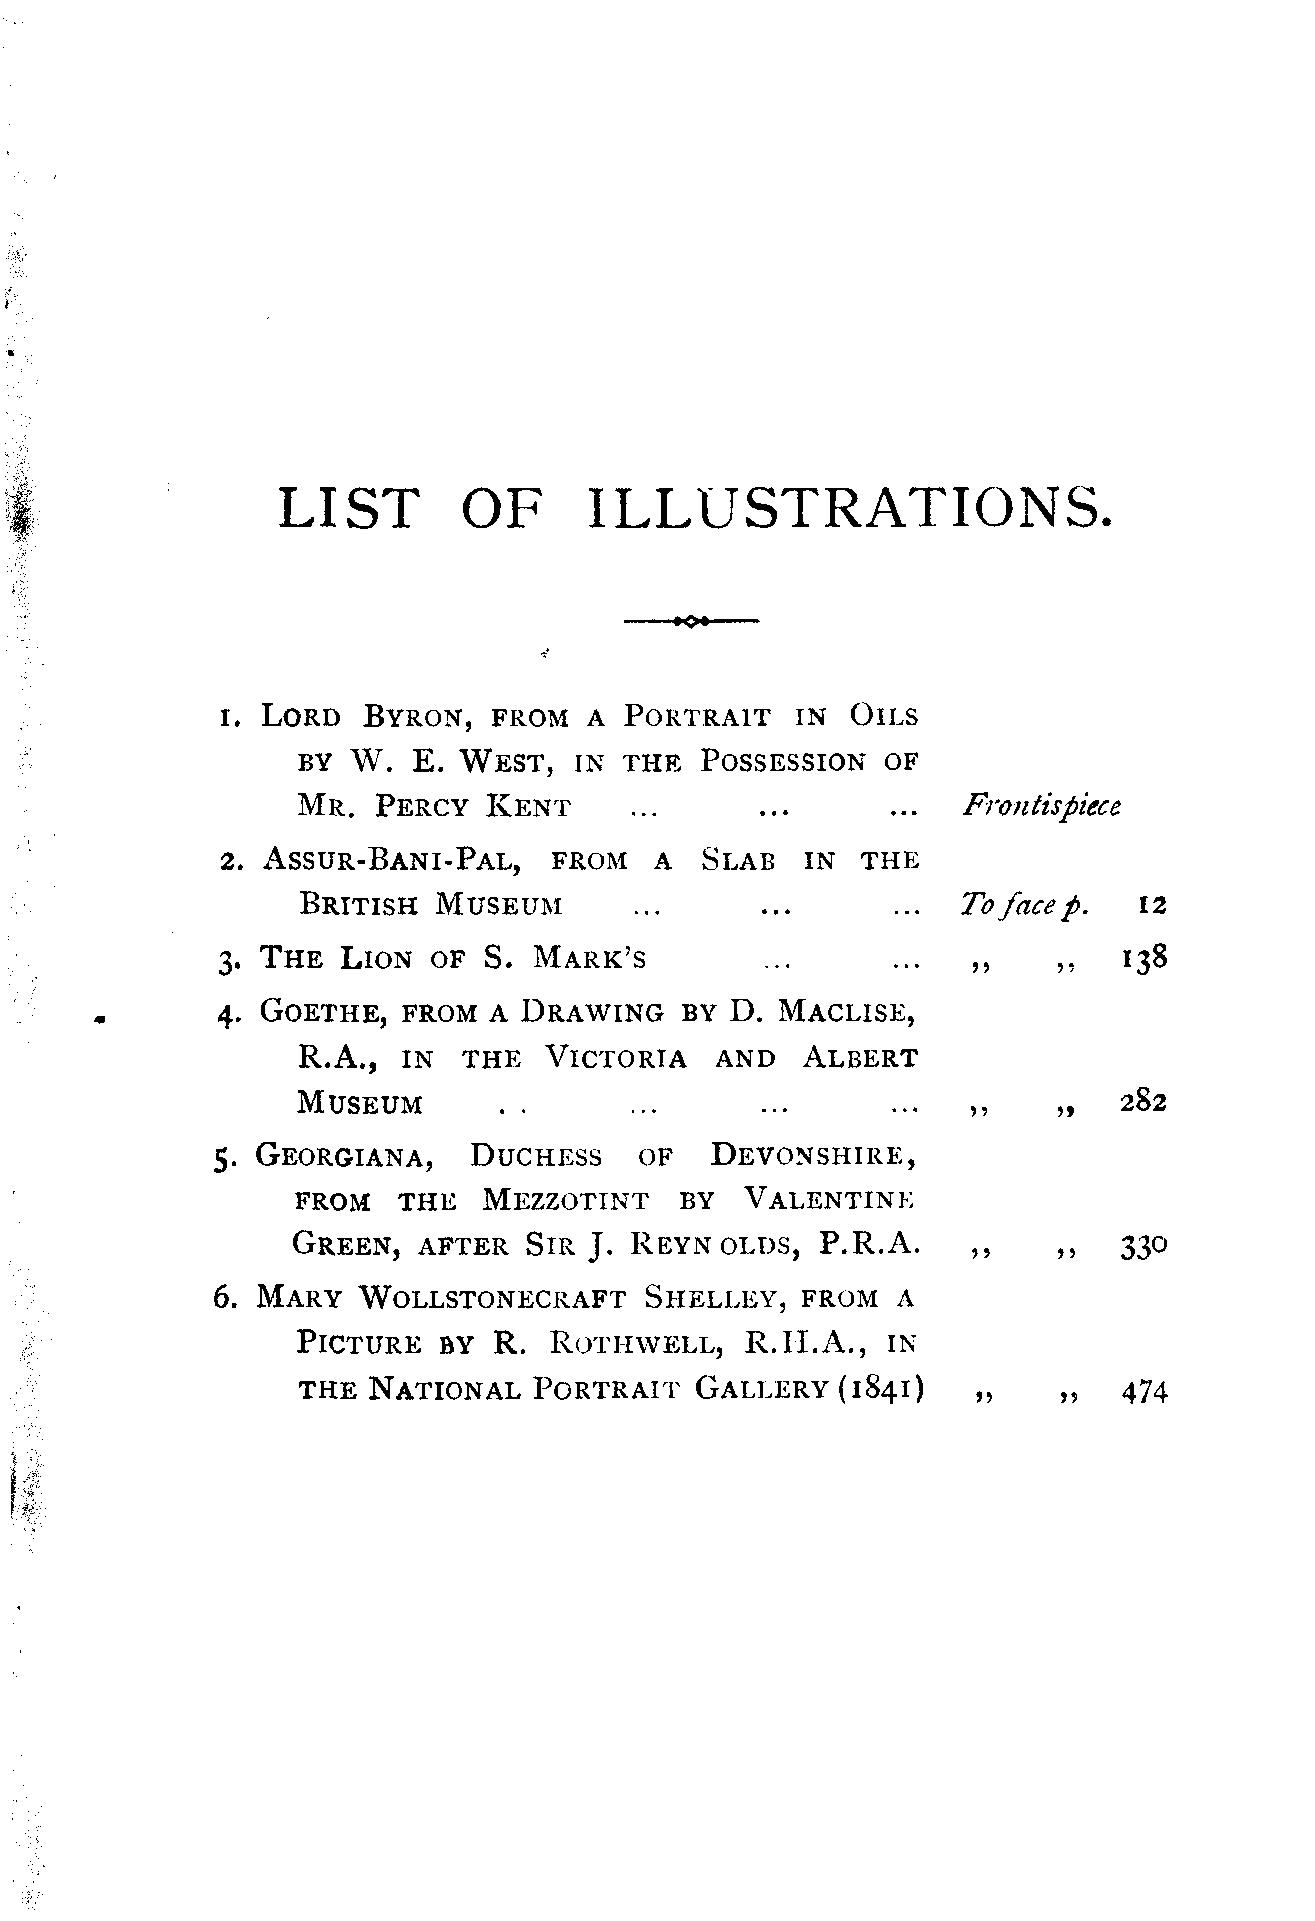 LIST OF ILLUSTRATIONS.
1. LORD BYRON, FROM A PORTRAIT IN OILS
BY W. E. WEST, IN THE POSSESSION OF
MR. PERCY KENT ... ... ... Frontispiece
2. ASSUR-BANI-PAL, FROM A SLAB IN THE
BRITISH MUSEUM ... ... ... To face p. 12
3. THE LION OF S. MARK'S ... ... ,, ,, 138
4. GOETHE, FROM A DRAWING BY D. MACLISE,
R.A., IN THE VICTORIA AND ALBERT
MUSEUM .. ... ... ... ,, ,, 282
5. GEORGIANA, DUCHESS OF DEVONSHIRE,
FROM THE MEZZOTINT BY VALENTINE
GREEN, AFTER SIR J. REYNOLDS, P.R.A. ,, ,, 330
6. MARY WOLLSTONECRAFT SHELLEY, FROM A
PICTURE BY R. ROTHWELL, R.H.A., IN
THE NATIONAL PORTRAIT GALLERY (1841) ,, ,, 474